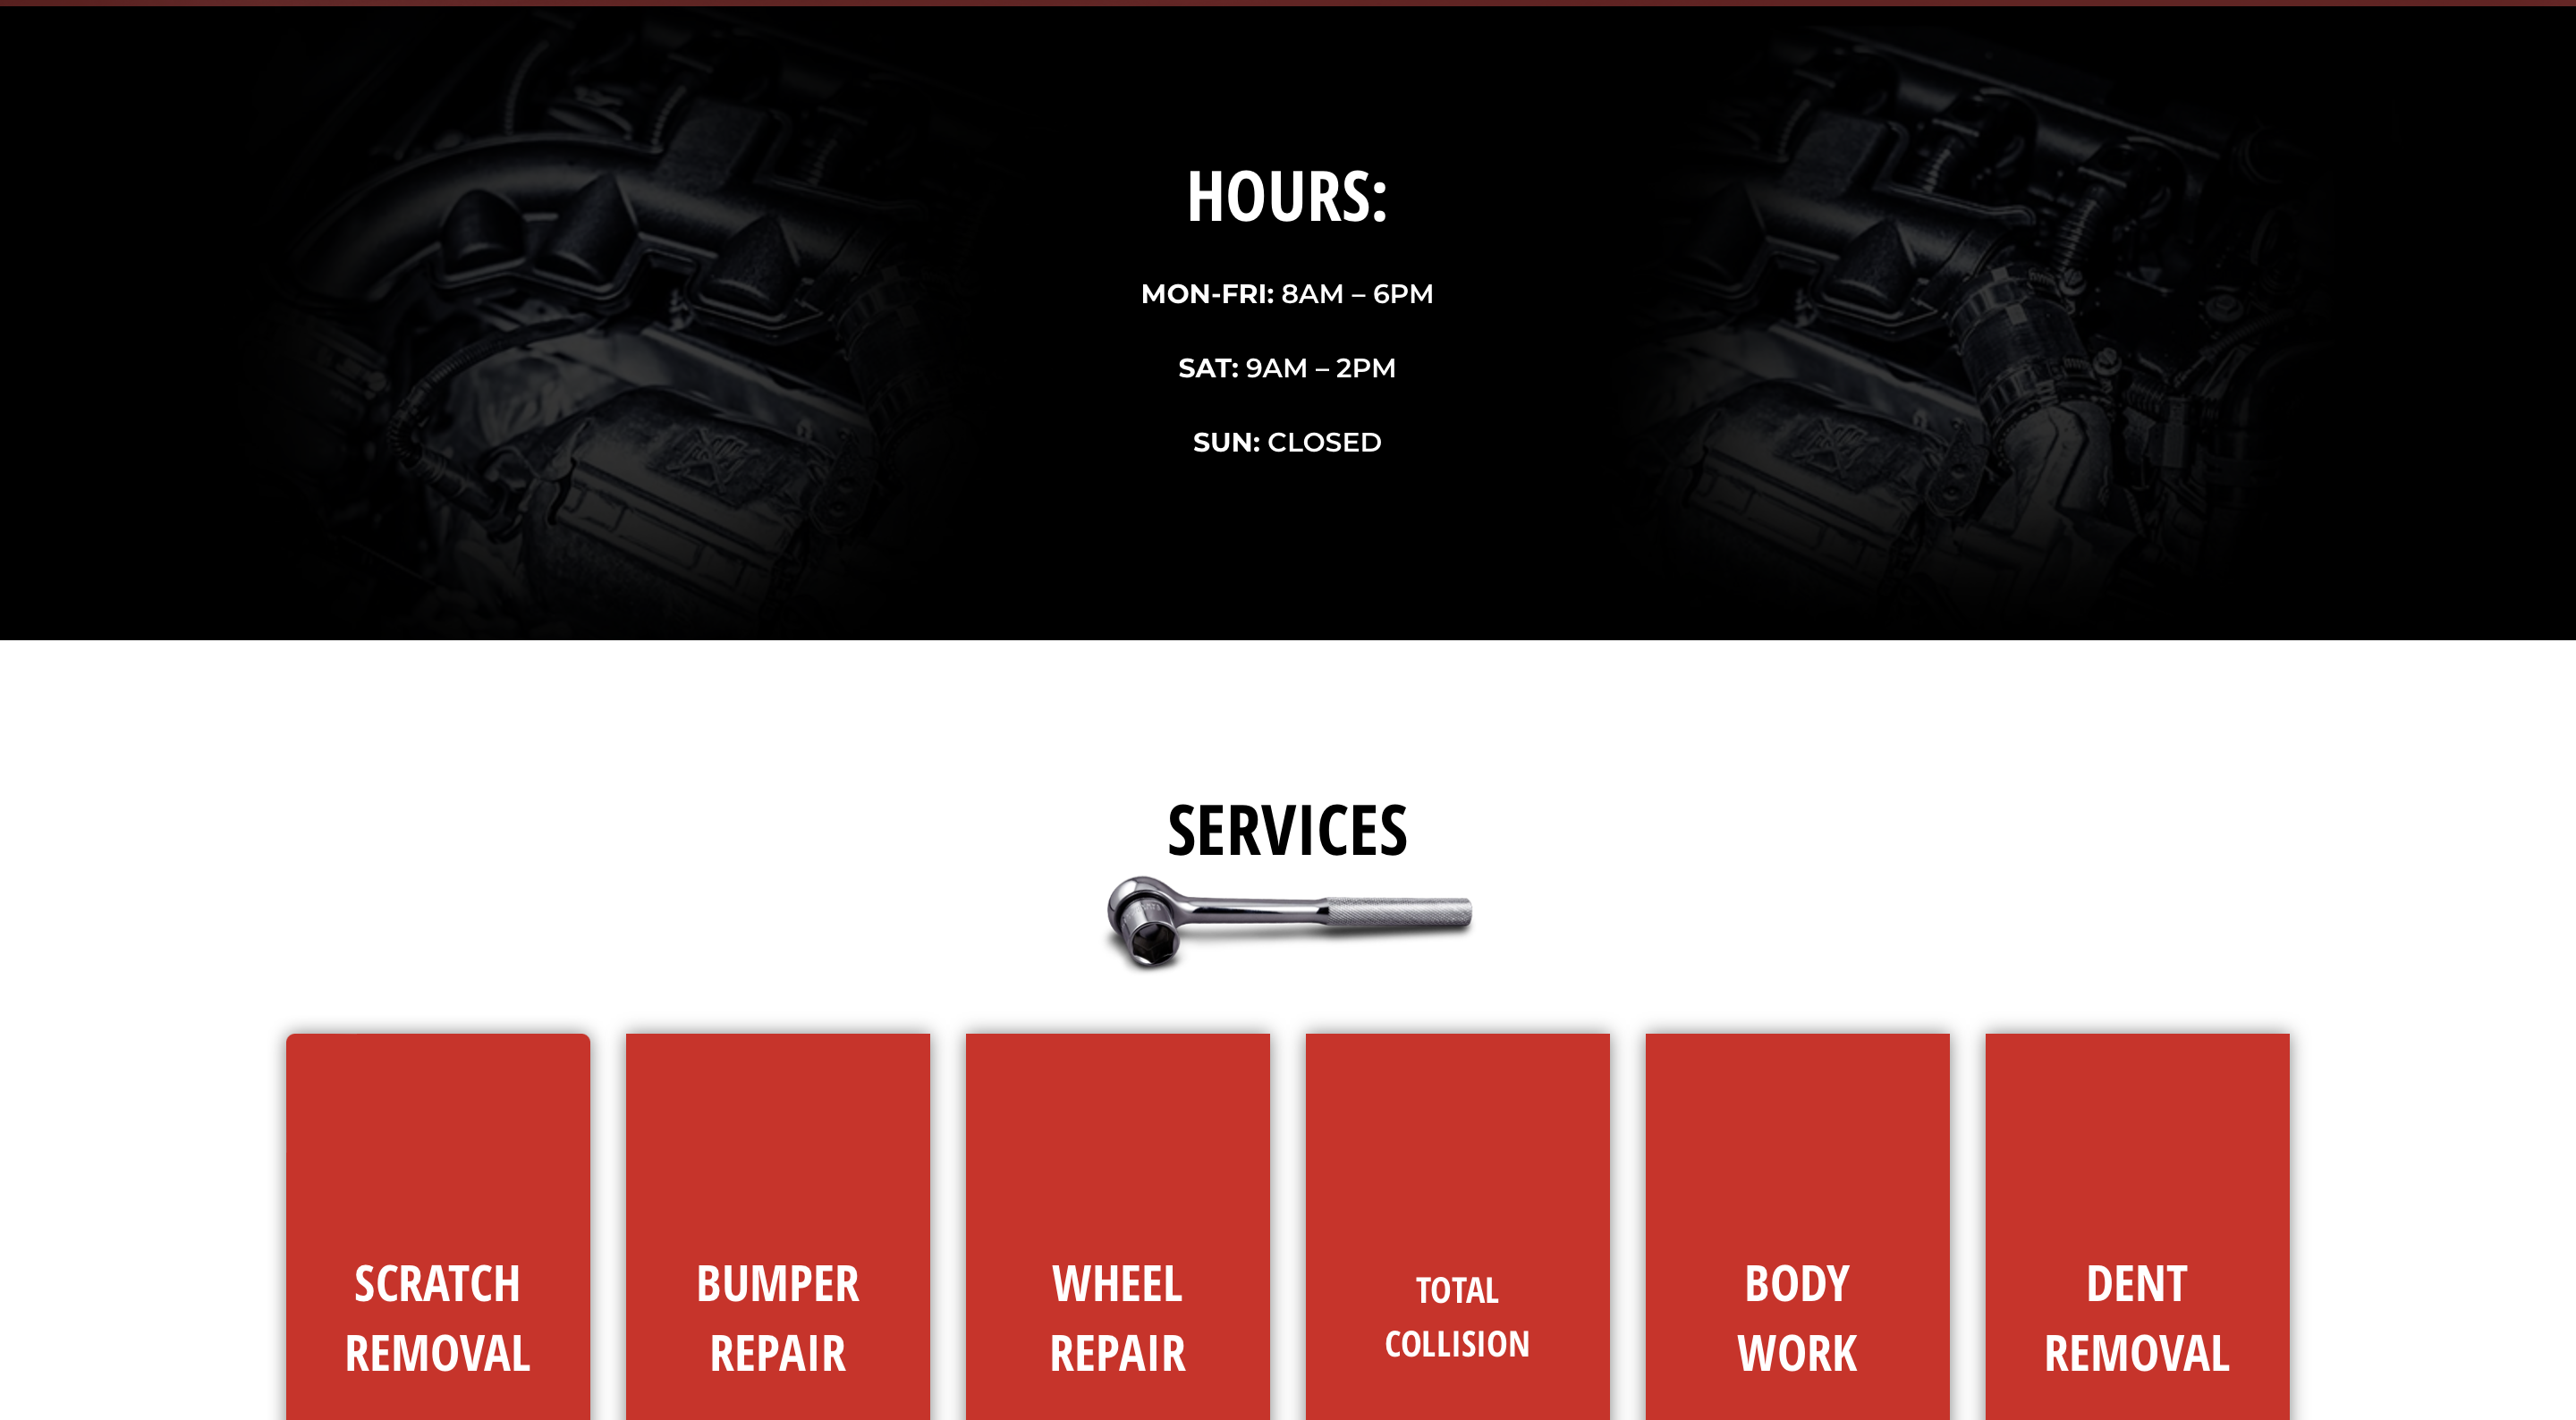 HOURS:
MON-FRI: 8AM – 6PM
SAT: 9AM – 2PM
SUN: CLOSED
SERVICES
SCRATCH
REMOVAL
BUMPER
REPAIR
WHEEL
REPAIR
TOTAL
COLLISION
BODY
WORK
DENT
REMOVAL